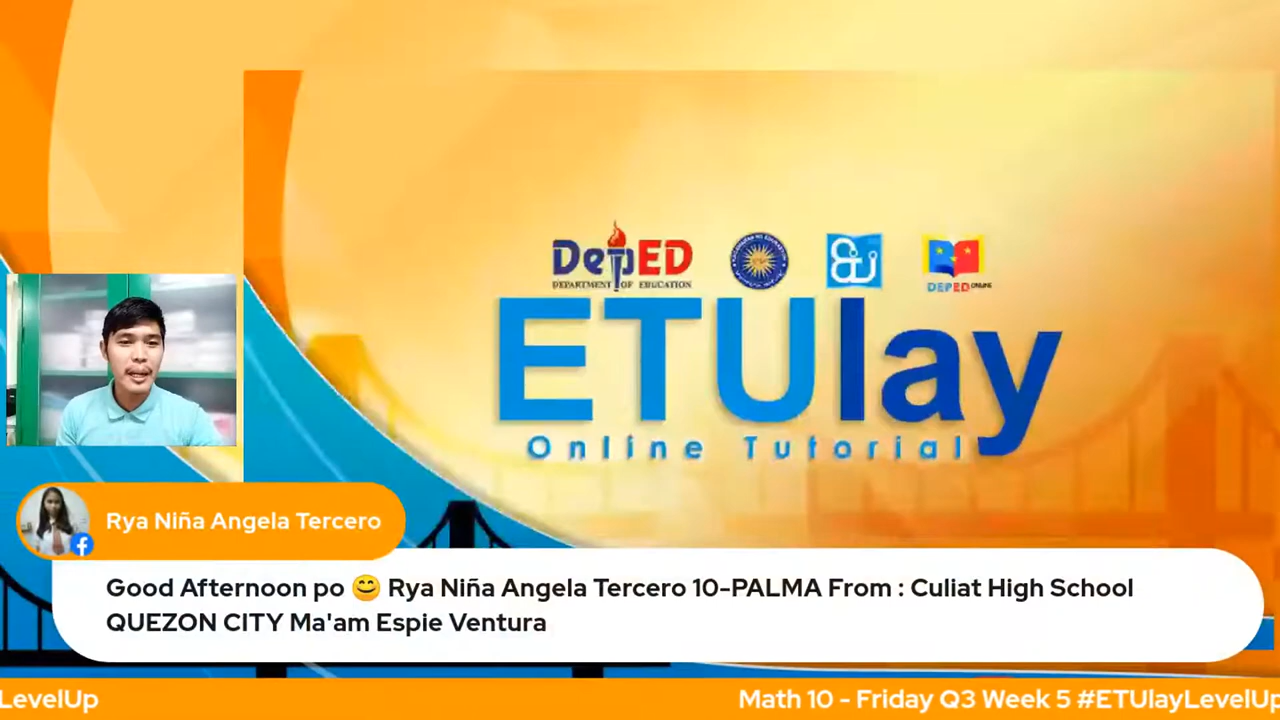 DepED
DEPARTMENT OF EDUCATION
DEPED ONLINE
ETUlay
Online Tutorial
Rya Niña Angela Tercero
Good Afternoon po 😊 Rya Niña Angela Tercero 10-PALMA From : Culiat High School
QUEZON CITY Ma'am Espie Ventura
LevelUp
Math 10 - Friday Q3 Week 5 #ETUlayLevelUp